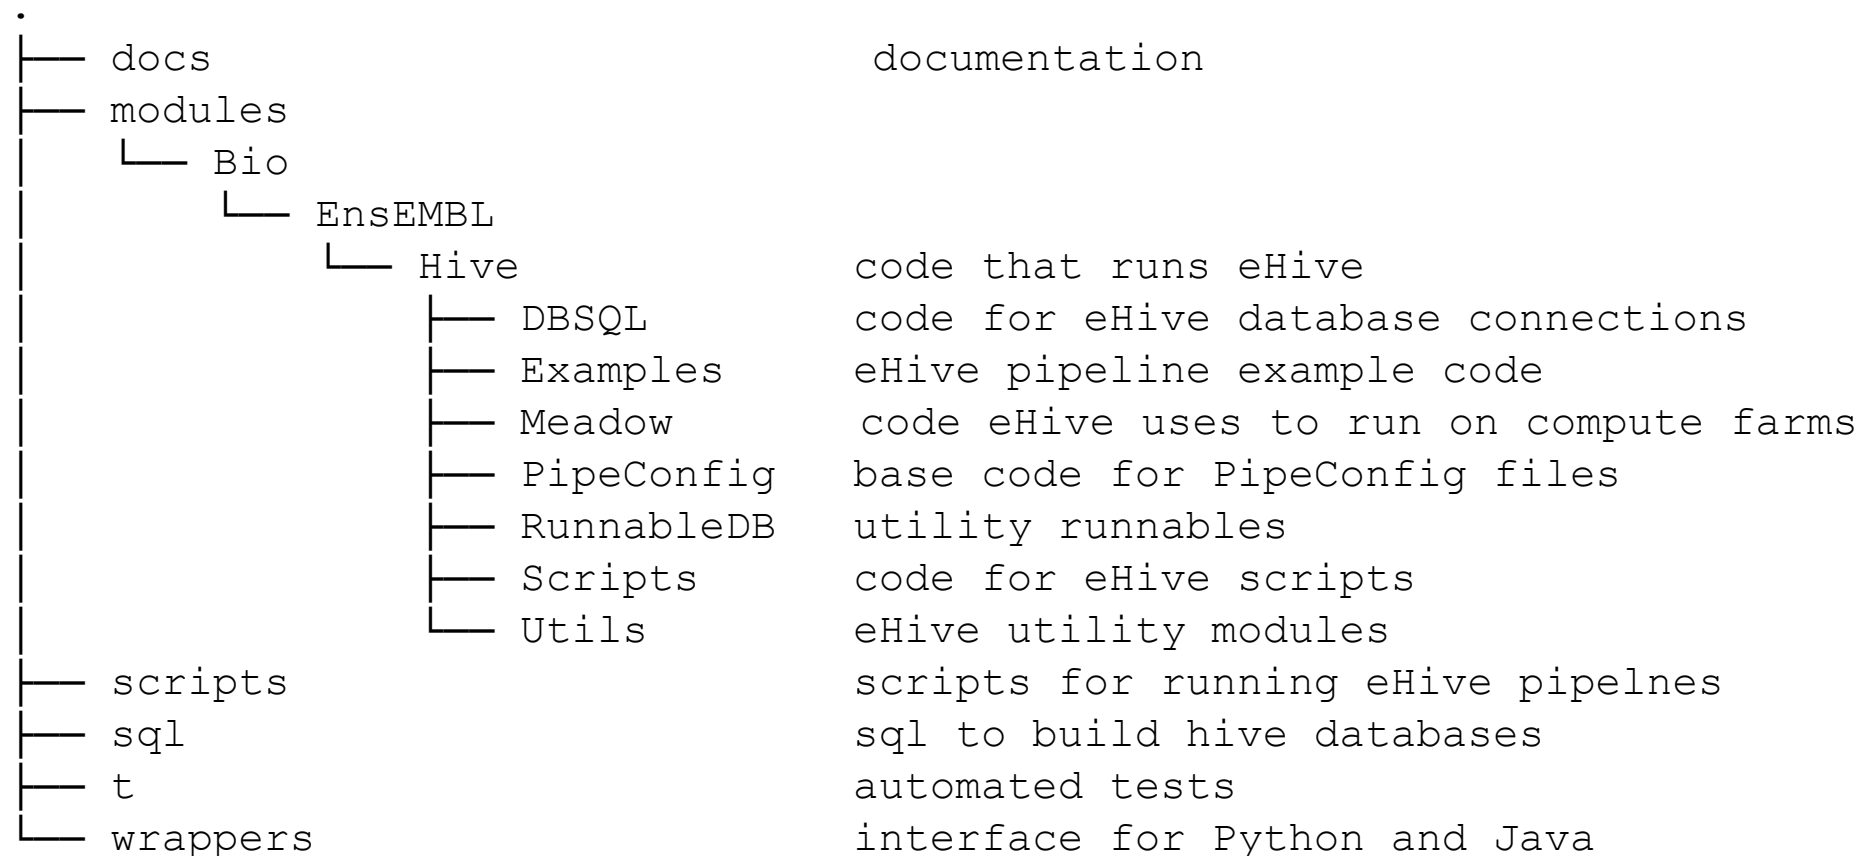 .
├── docs documentation
├── modules
│   └── Bio
│       └── EnsEMBL
│           └── Hive code that runs eHive
│               ├── DBSQL code for eHive database connections
│               ├── Examples eHive pipeline example code
│               ├── Meadow code eHive uses to run on compute farms
│               ├── PipeConfig base code for PipeConfig files
│               ├── RunnableDB utility runnables
│               ├── Scripts code for eHive scripts
│               └── Utils eHive utility modules
├── scripts scripts for running eHive pipelnes
├── sql sql to build hive databases
├── t automated tests
└── wrappers interface for Python and Java